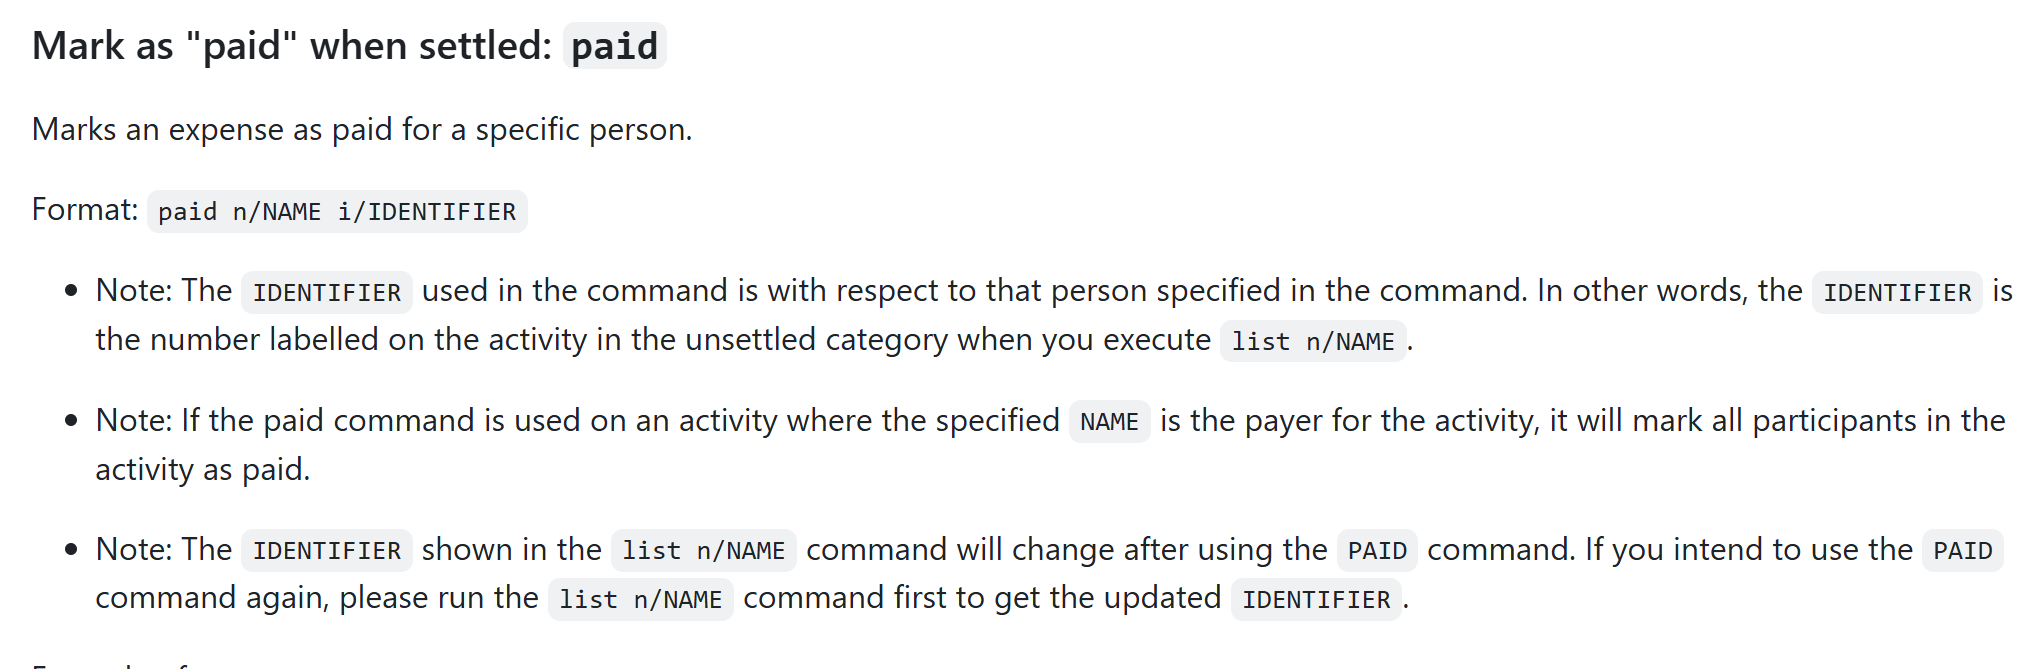 Mark as "paid" when settled: paid
Marks an expense as paid for a specific person.
Format: paid n/NAME i/IDENTIFIER
Note: The IDENTIFIER used in the command is with respect to that person specified in the command. In other words, the IDENTIFIER is
the number labelled on the activity in the unsettled category when you execute list n/NAME.
Note: If the paid command is used on an activity where the specified NAME is the payer for the activity, it will mark all participants in the
activity as paid.
Note: The IDENTIFIER shown in the list n/NAME command will change after using the PAID command. If you intend to use the PAID
command again, please run the list n/NAME command first to get the updated IDENTIFIER.